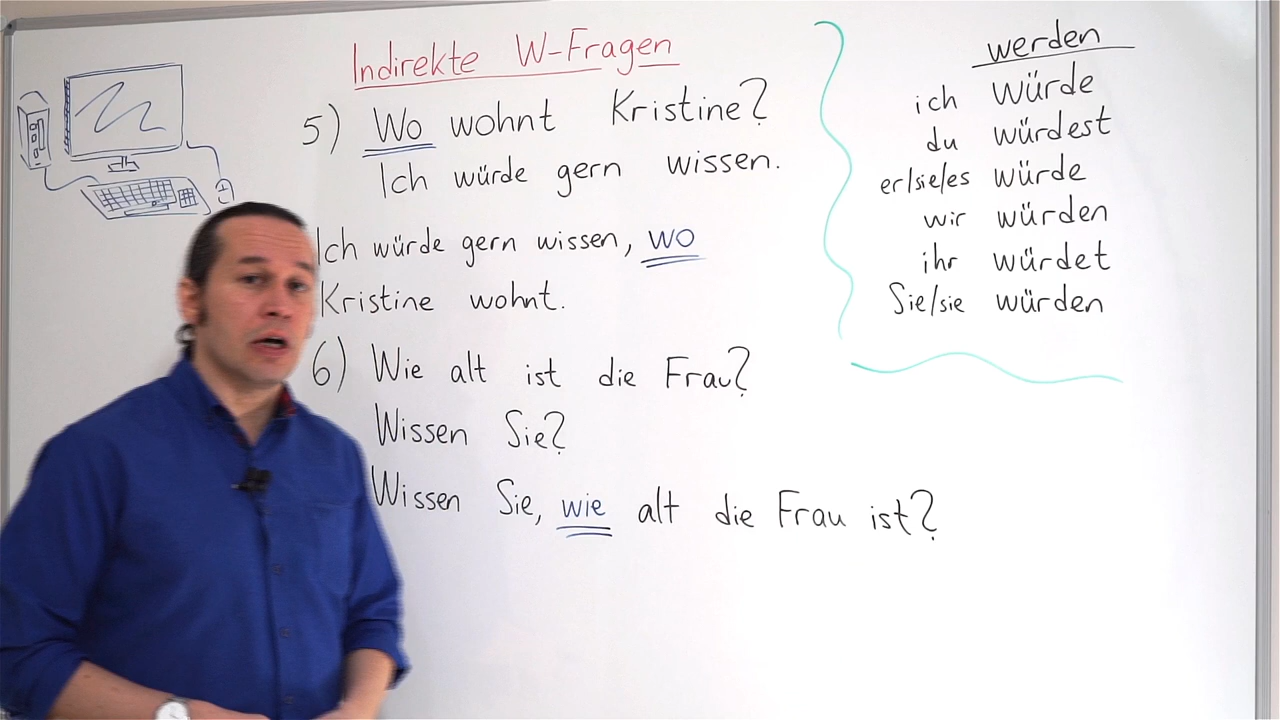 Indirekte W-Fragen
5) Wo wohnt Kristine?
Ich würde gern wissen.
Ich würde gern wissen, wo
Kristine wohnt.
6) Wie alt ist die Frau?
Wissen Sie?
Wissen Sie, wie alt die Frau ist?
werden
ich würde
du würdest
er/sie/es würde
wir würden
ihr würdet
Sie/sie würden